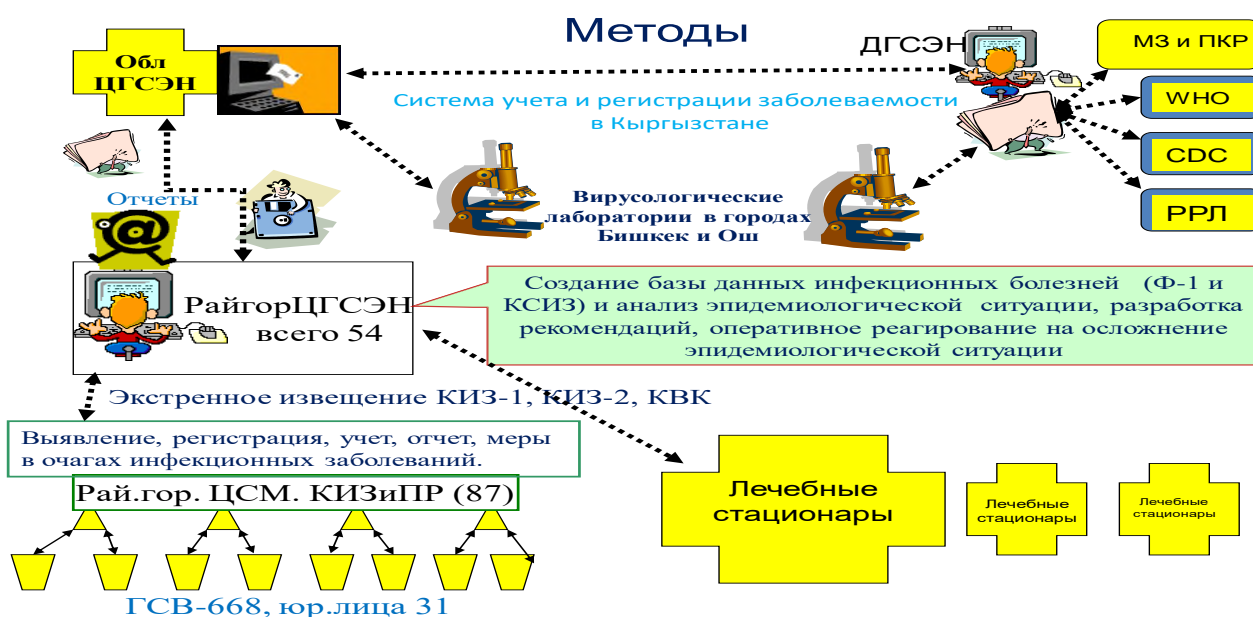 Методы
Обл
ЦГСЭН
ДГСЭН
МЗ и ПКР
WHO
CDC
РРЛ
Система учета и регистрации заболеваемости
в Кыргызстане
Отчеты
@
Вирусологические
лаборатории в городах
Бишкек и Ош
РайгорЦГСЭН
всего 54
Создание базы данных инфекционных болезней (Ф-1 и
КСИЗ) и анализ эпидемиологической ситуации, разработка
рекомендаций, оперативное реагирование на осложнение
эпидемиологической ситуации
Экстренное извещение КИЗ-1, КИЗ-2, КВК
Выявление, регистрация, учет, отчет, меры
в очагах инфекционных заболеваний.
Рай.гор. ЦСМ. КИЗиПР (87)
Лечебные
стационары
Лечебные
стационары
Лечебные
стационары
ГСВ-668, юр.лица 31